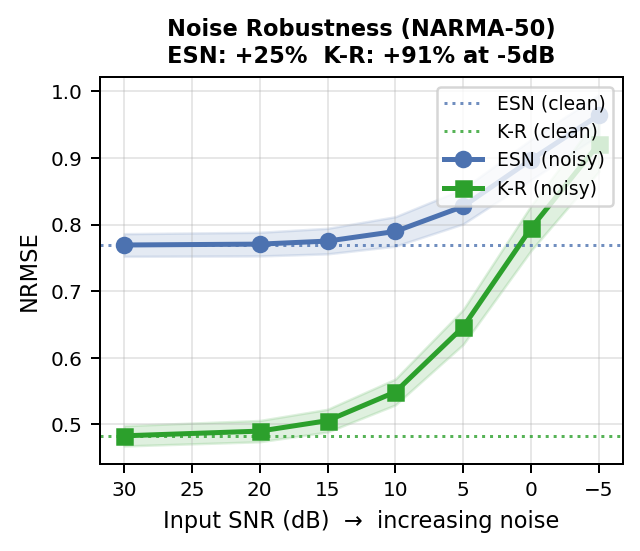 Noise Robustness (NARMA-50)
ESN: +25%  K-R: +91% at -5dB
ESN (clean)
K-R (clean)
ESN (noisy)
K-R (noisy)
NRMSE
1.0
0.9
0.8
0.7
0.6
0.5
30 25 20 15 10 5 0 −5
Input SNR (dB) → increasing noise